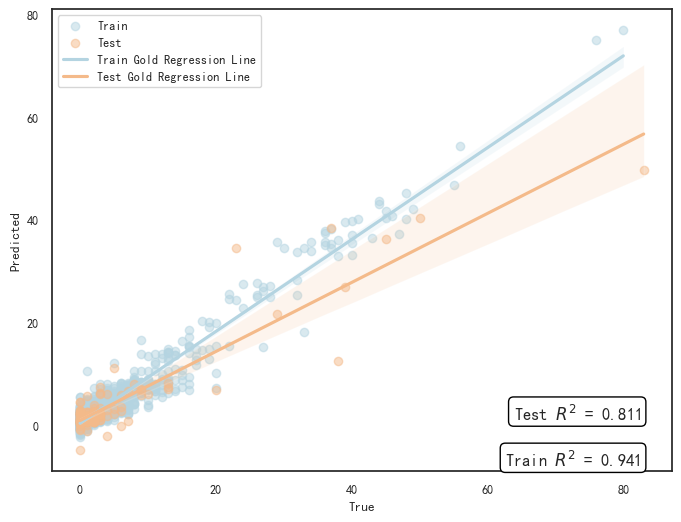 80
60
40
20
0
Predicted
Train
Test
Train Gold Regression Line
Test Gold Regression Line
Test R² = 0.811
Train R² = 0.941
0 20 40 60 80
True